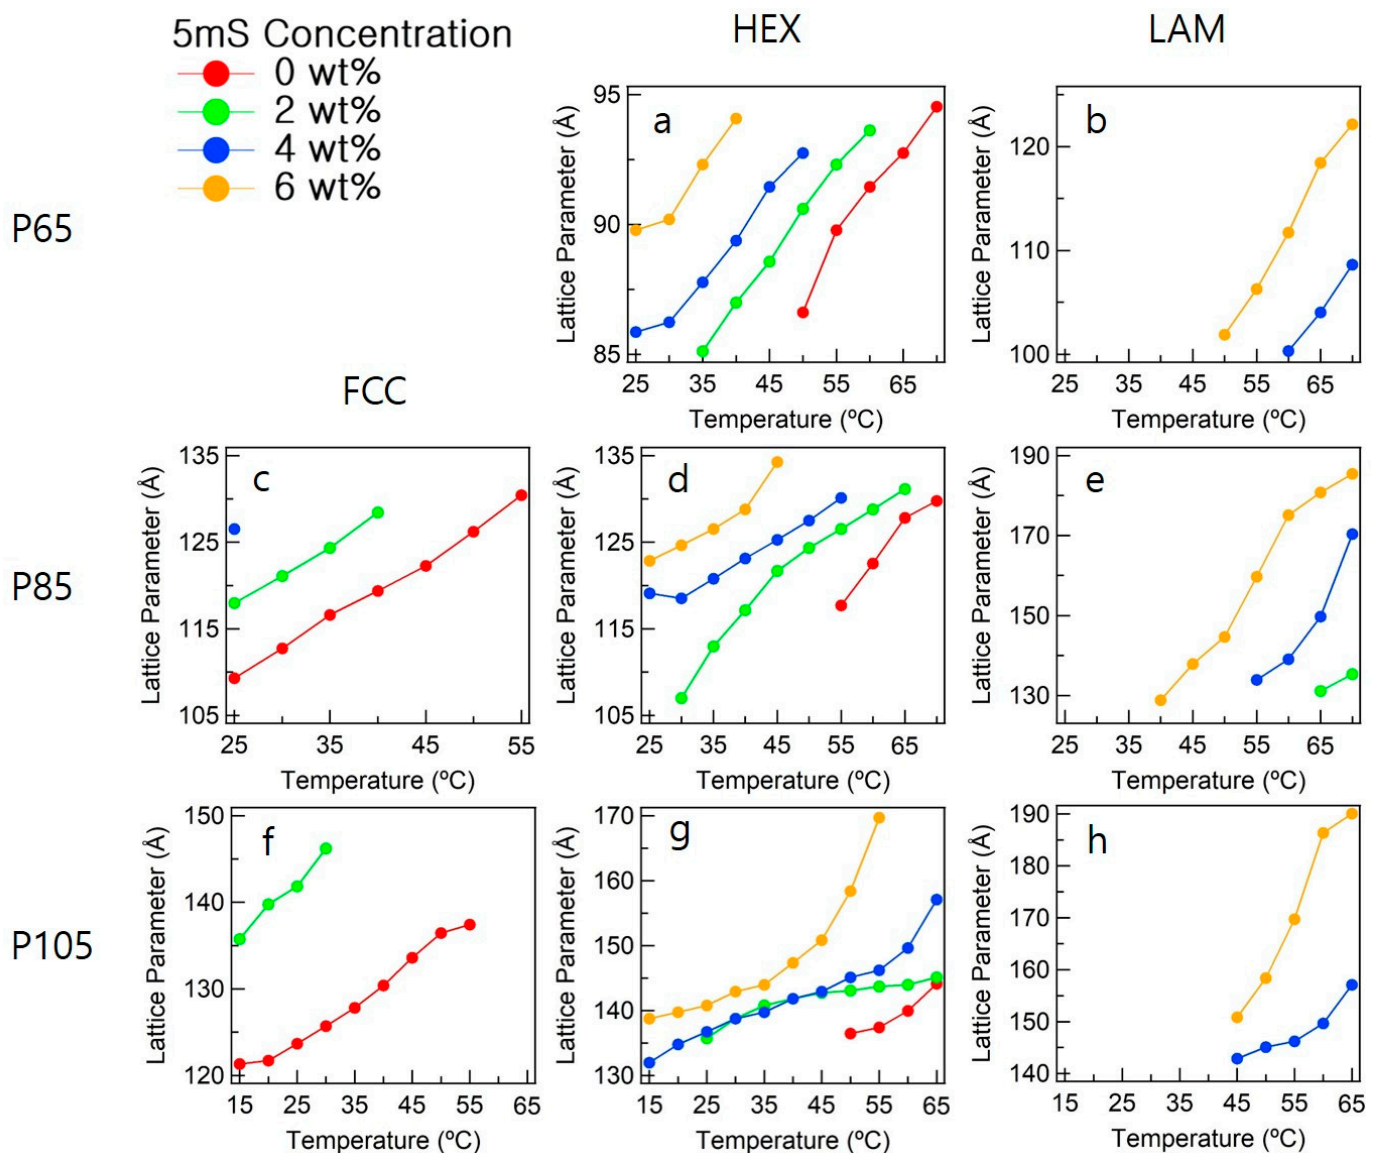 5mS Concentration
0 wt%
2 wt%
4 wt%
6 wt%
HEX
LAM
P65
a
Lattice Parameter (Å)
95
90
85
25 35 45 55 65
Temperature (ºC)
b
Lattice Parameter (Å)
120
110
100
25 35 45 55 65
Temperature (ºC)
FCC
P85
c
Lattice Parameter (Å)
135
125
115
105
25 35 45 55
Temperature (ºC)
d
Lattice Parameter (Å)
135
125
115
105
25 35 45 55 65
Temperature (ºC)
e
Lattice Parameter (Å)
190
170
150
130
25 35 45 55 65
Temperature (ºC)
P105
f
Lattice Parameter (Å)
150
140
130
120
15 25 35 45 55 65
Temperature (ºC)
g
Lattice Parameter (Å)
170
160
150
140
130
15 25 35 45 55 65
Temperature (ºC)
h
Lattice Parameter (Å)
190
180
170
160
150
140
15 25 35 45 55 65
Temperature (ºC)